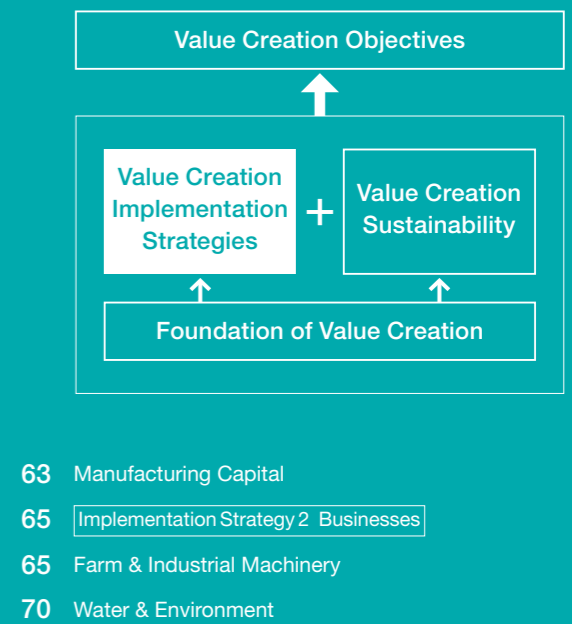 Value Creation Objectives
Value Creation
Implementation
Strategies
+
Value Creation
Sustainability
Foundation of Value Creation
63 Manufacturing Capital
65 Implementation Strategy 2 Businesses
65 Farm & Industrial Machinery
70 Water & Environment